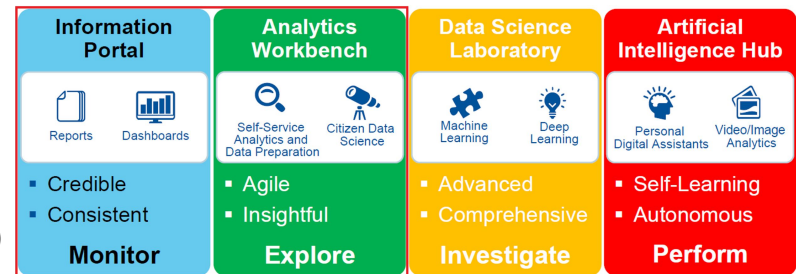 Information
Portal
Reports
Dashboards
Credible
Consistent
Monitor
Analytics
Workbench
Self-Service
Analytics and
Data Preparation
Citizen Data
Science
Agile
Insightful
Explore
Data Science
Laboratory
Machine
Learning
Deep
Learning
Advanced
Comprehensive
Investigate
Artificial
Intelligence Hub
Personal
Digital Assistants
Video/Image
Analytics
Self-Learning
Autonomous
Perform